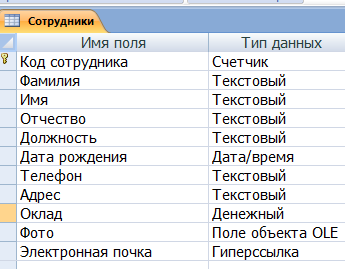 Сотрудники
Имя поля Тип данных
Код сотрудника Счетчик
Фамилия Текстовый
Имя Текстовый
Отчество Текстовый
Должность Текстовый
Дата рождения Дата/время
Телефон Текстовый
Адрес Текстовый
Оклад Денежный
Фото Поле объекта OLE
Электронная почка Гиперссылка